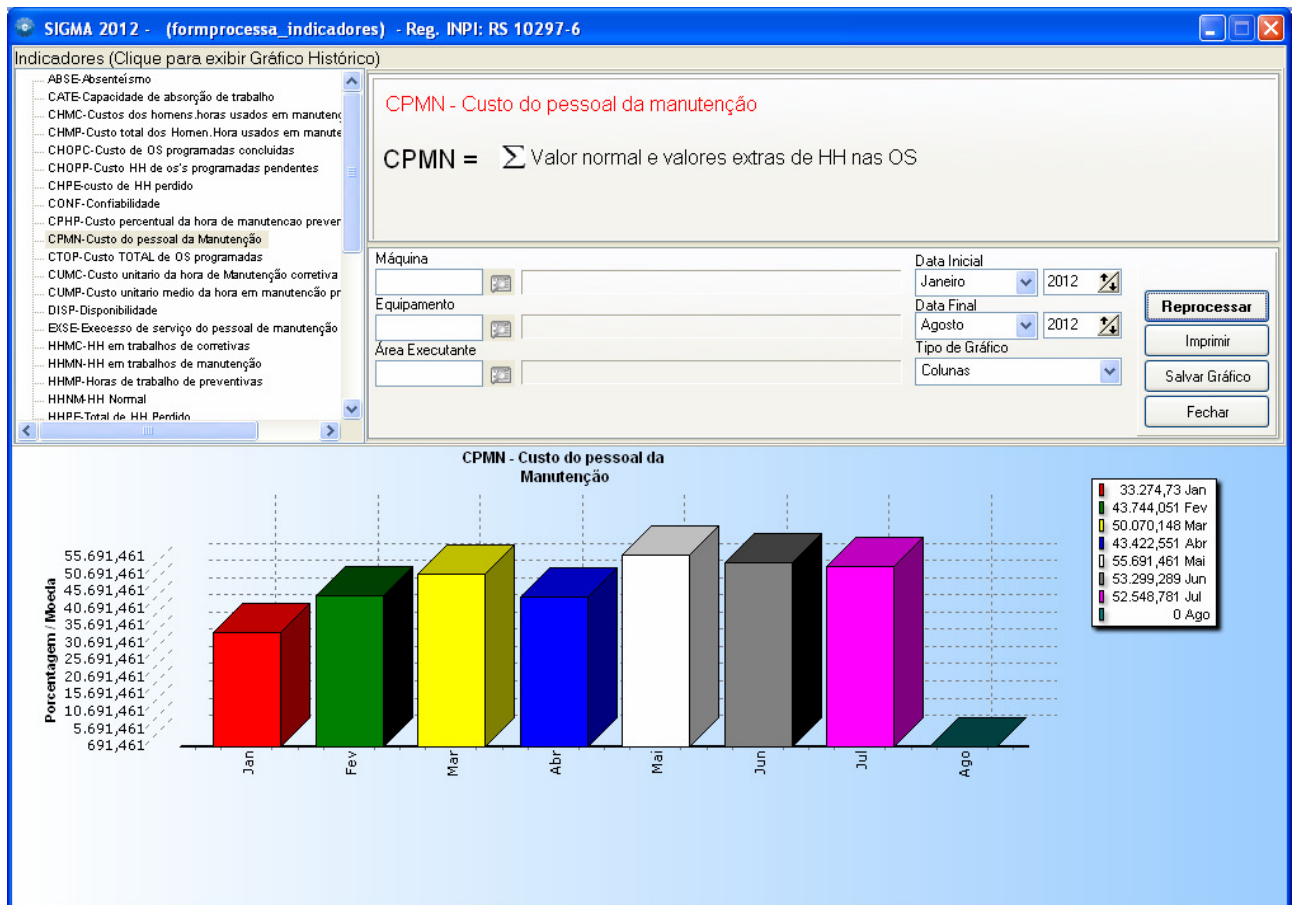 SIGMA 2012 - (formprocessa_indicadores) - Reg. INPI: RS 10297-6
Indicadores (Clique para exibir Gráfico Histórico)
ABSE-Absenteísmo
CATE-Capacidade de absorção de trabalho
CHMC-Custos dos homens.horas usados em manutenç
CHMP-Custo total dos Homen.Hora usados em manute
CHOPC-Custo de OS programadas concluidas
CHOPP-Custo HH de os's programadas pendentes
CHPE-custo de HH perdido
CONF-Confiabilidade
CPHP-Custo percentual da hora de manutencao prever
CPMN-Custo do pessoal da Manutenção
CTOP-Custo TOTAL de OS programadas
CUMC-Custo unitario da hora de Manutenção corretiva
CUMP-Custo unitario medio da hora em manutencão pr
DISP-Disponibilidade
EXSE-Execesso de serviço do pessoal de manutenção
HHMC-HH em trabalhos de corretivas
HHMN-HH em trabalhos de manutenção
HHMP-Horas de trabalho de preventivas
HHNM-HH Normal
HHPE-Total de HH Perdido
CPMN - Custo do pessoal da manutenção
CPMN = ∑ Valor normal e valores extras de HH nas OS
Máquina
Equipamento
Área Executante
Data Inicial
Janeiro 2012
Data Final
Agosto 2012
Tipo de Gráfico
Colunas
Reprocessar
Imprimir
Salvar Gráfico
Fechar
CPMN - Custo do pessoal da
Manutenção
Porcentagem / Moeda
55.691,461
50.691,461
45.691,461
40.691,461
35.691,461
30.691,461
25.691,461
20.691,461
15.691,461
10.691,461
5.691,461
691,461
Jan
Fev
Mar
Abr
Mai
Jun
Jul
Ago
33.274,73 Jan
43.744,051 Fev
50.070,148 Mar
43.422,551 Abr
55.691,461 Mai
53.299,289 Jun
52.548,781 Jul
0 Ago